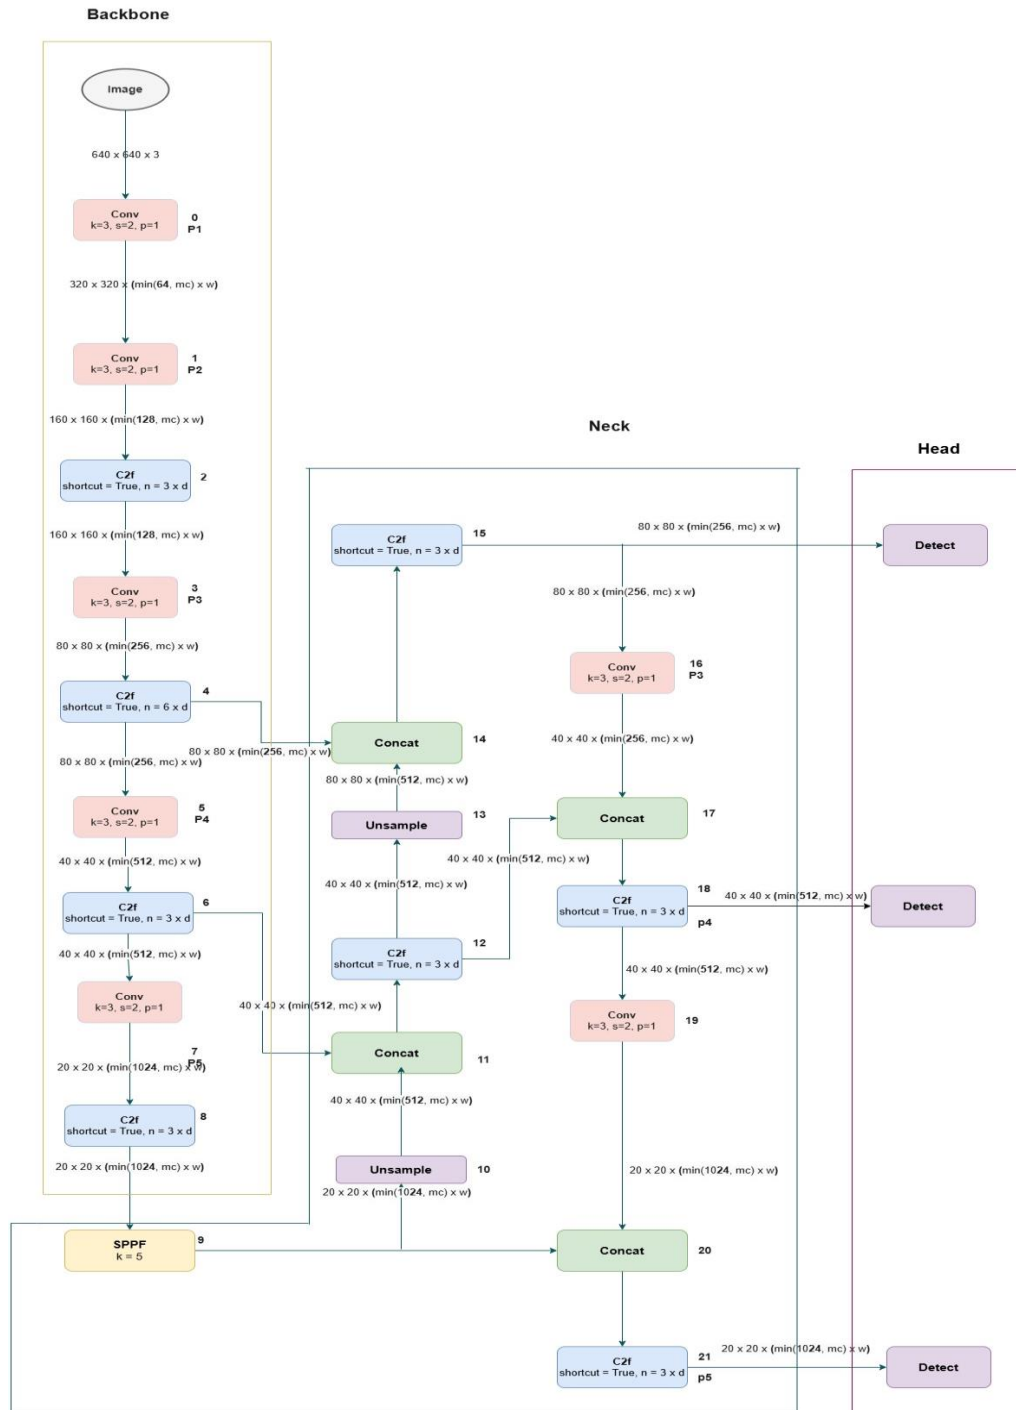 Backbone
Image
640 x 640 x 3
Conv
k=3, s=2, p=1
0
P1
320 x 320 x (min(64, mc) x w)
Conv
k=3, s=2, p=1
1
P2
160 x 160 x (min(128, mc) x w)
C2f
shortcut = True, n = 3 x d
2
160 x 160 x (min(128, mc) x w)
Conv
k=3, s=2, p=1
3
P3
80 x 80 x (min(256, mc) x w)
C2f
shortcut = True, n = 6 x d
4
80 x 80 x (min(256, mc) x w)
80 x 80 x (min(256, mc) x w)
Conv
k=3, s=2, p=1
5
P4
40 x 40 x (min(512, mc) x w)
C2f
shortcut = True, n = 3 x d
6
40 x 40 x (min(512, mc) x w)
40 x 40 x (min(512, mc) x w)
Conv
k=3, s=2, p=1
7
P5
20 x 20 x (min(1024, mc) x w)
C2f
shortcut = True, n = 3 x d
8
20 x 20 x (min(1024, mc) x w)
SPPF
k = 5
9
Neck
C2f
shortcut = True, n = 3 x d
15
Concat
14
80 x 80 x (min(512, mc) x w)
Unsample
13
40 x 40 x (min(512, mc) x w)
40 x 40 x (min(512, mc) x w)
C2f
shortcut = True, n = 3 x d
12
Concat
11
40 x 40 x (min(512, mc) x w)
Unsample
10
20 x 20 x (min(1024, mc) x w)
80 x 80 x (min(256, mc) x w)
80 x 80 x (min(256, mc) x w)
Conv
k=3, s=2, p=1
16
P3
40 x 40 x (min(256, mc) x w)
Concat
17
C2f
shortcut = True, n = 3 x d
18
p4
40 x 40 x (min(512, mc) x w)
40 x 40 x (min(512, mc) x w)
Conv
k=3, s=2, p=1
19
20 x 20 x (min(1024, mc) x w)
Concat
20
C2f
shortcut = True, n = 3 x d
21
p5
20 x 20 x (min(1024, mc) x w)
Head
Detect
Detect
Detect